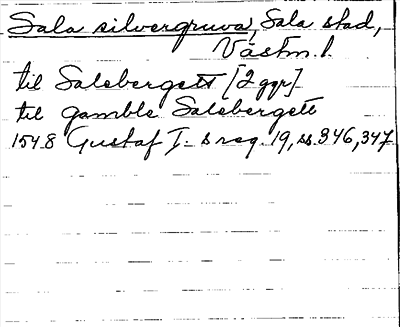 Sala silvergruva, Sala stad,
Västm. l.
til Salebergett [2 ggr]
til gamble Salebergett
1548 Gustaf I:s reg. 19, ss. 346, 347